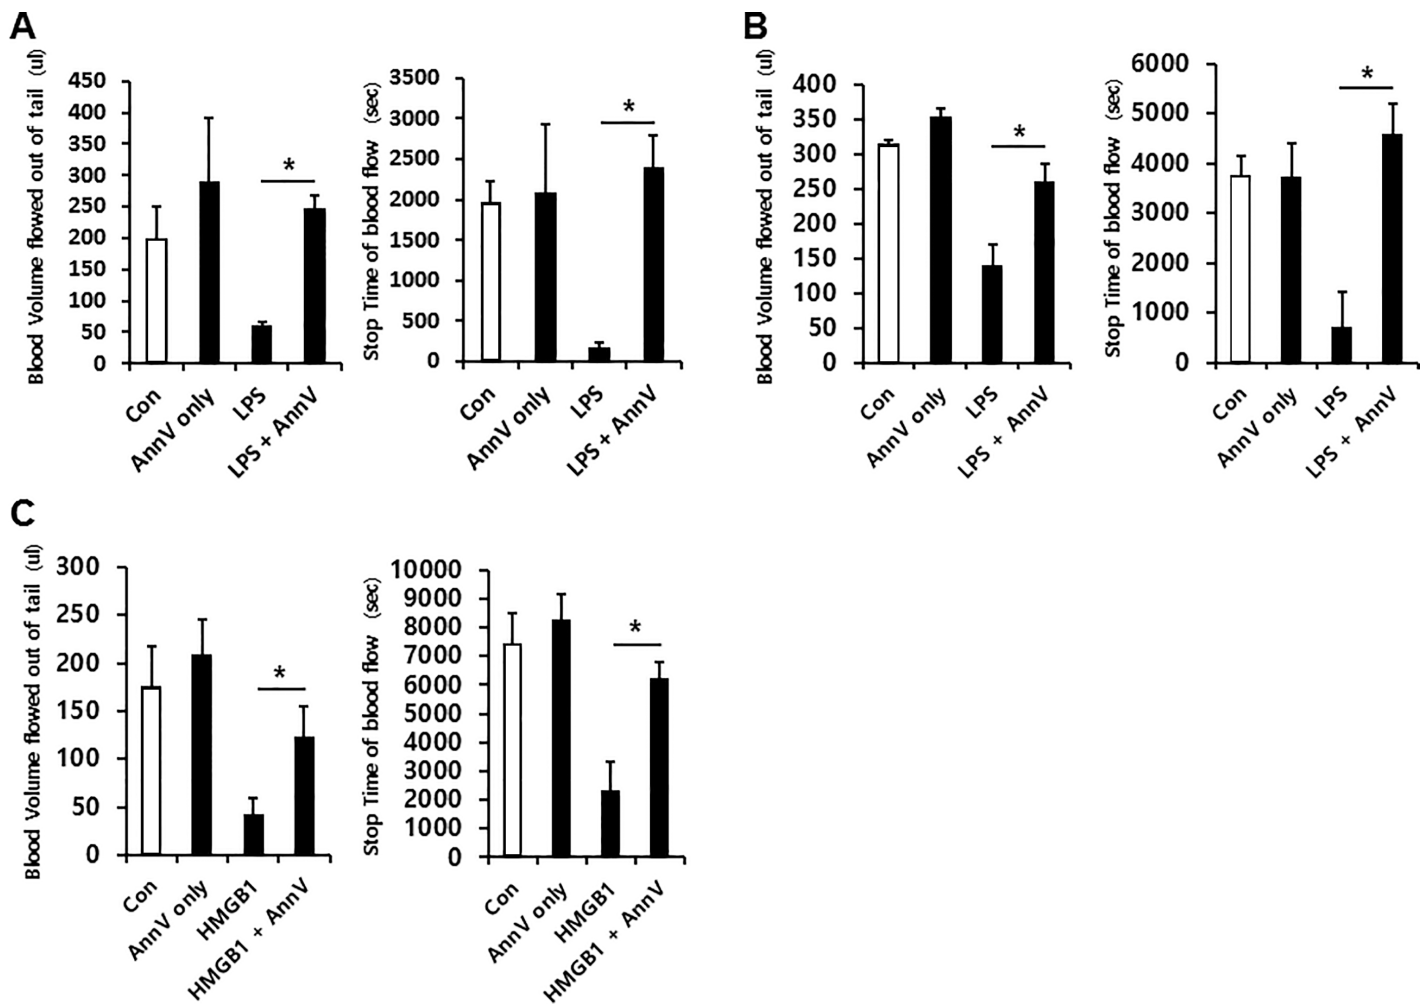 A
Blood Volume flowed out of tail (ul)
450
400
350
300
250
200
150
100
50
0
*
Con
AnnV only
LPS
LPS + AnnV
Stop Time of blood flow (sec)
3500
3000
2500
2000
1500
1000
500
0
*
Con
AnnV only
LPS
LPS + AnnV
B
Blood Volume flowed out of tail (ul)
400
350
300
250
200
150
100
50
0
*
Con
AnnV only
LPS
LPS + AnnV
Stop Time of blood flow (sec)
6000
5000
4000
3000
2000
1000
0
*
Con
AnnV only
LPS
LPS + AnnV
C
Blood Volume flowed out of tail (ul)
300
250
200
150
100
50
0
*
Con
AnnV only
HMGB1
HMGB1 + AnnV
Stop Time of blood flow (sec)
10000
9000
8000
7000
6000
5000
4000
3000
2000
1000
0
*
Con
AnnV only
HMGB1
HMGB1 + AnnV